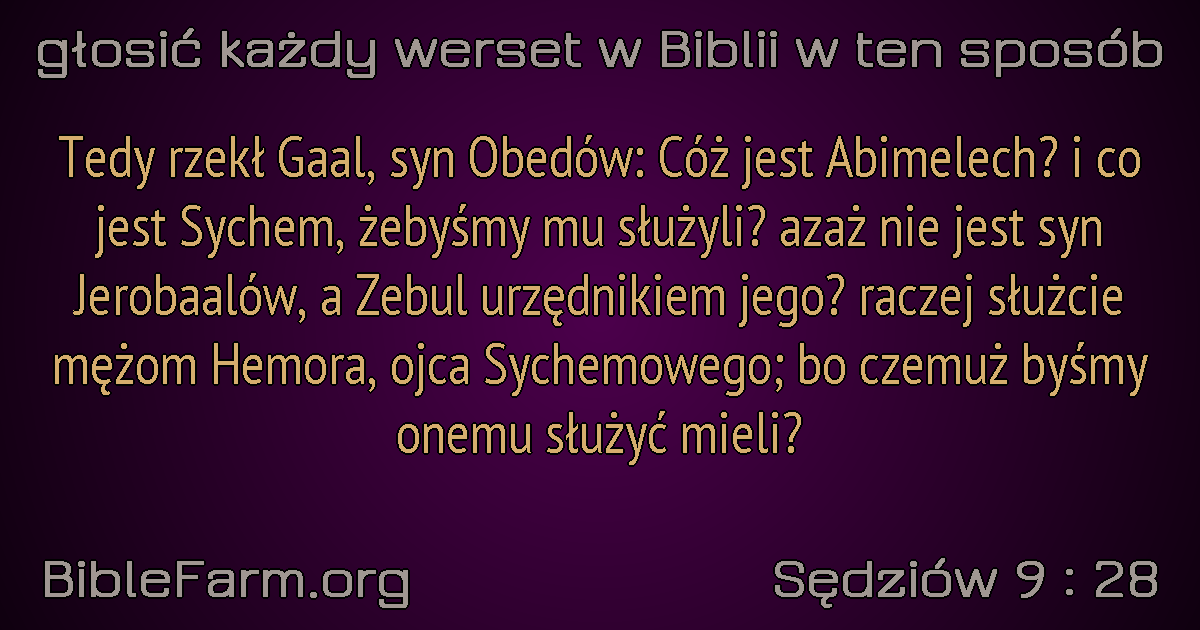 głosić każdy werset w Biblii w ten sposób
Tedy rzekł Gaal, syn Obedów: Cóż jest Abimelech? i co
jest Sychem, żebyśmy mu służyli? azaż nie jest syn
Jerobaalów, a Zebul urzędnikiem jego? raczej służcie
mężom Hemora, ojca Sychemowego; bo czemuż byśmy
onemu służyć mieli?
BibleFarm.org
Sędziów 9 : 28